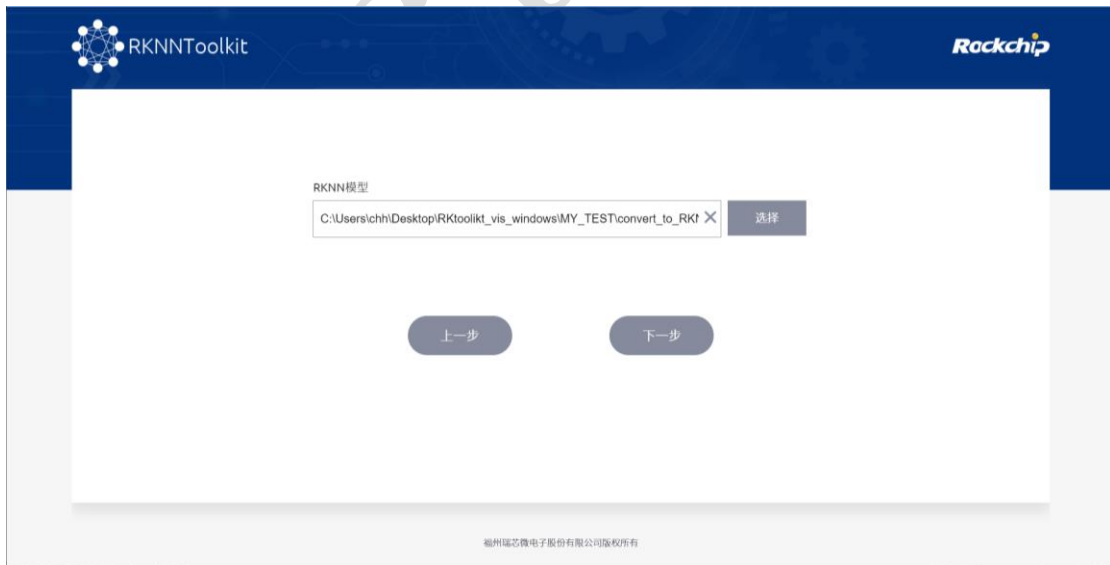 RKNNToolkit
Rockchip
RKNN模型
C:\Users\chh\Desktop\RKtoolikt_vis_windows\MY_TEST\convert_to_RKN
选择
上一步
下一步
福州瑞芯微电子股份有限公司版权所有